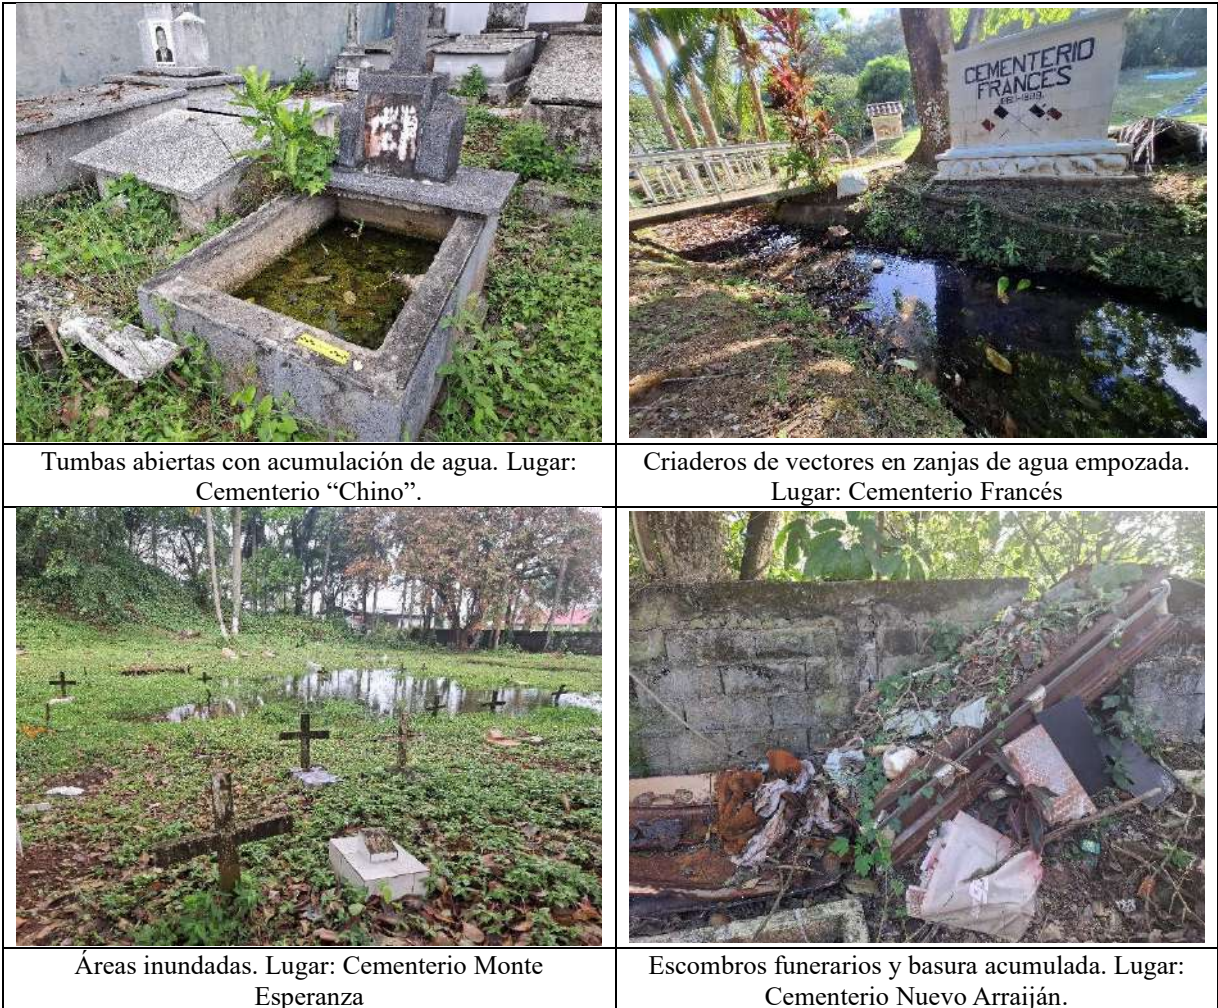 CEMENTERIO
FRANCÉS
Tumbas abiertas con acumulación de agua. Lugar:
Cementerio “Chino”.
Criaderos de vectores en zanjas de agua empozada.
Lugar: Cementerio Francés
Áreas inundadas. Lugar: Cementerio Monte
Esperanza
Escombros funerarios y basura acumulada. Lugar:
Cementerio Nuevo Arraiján.